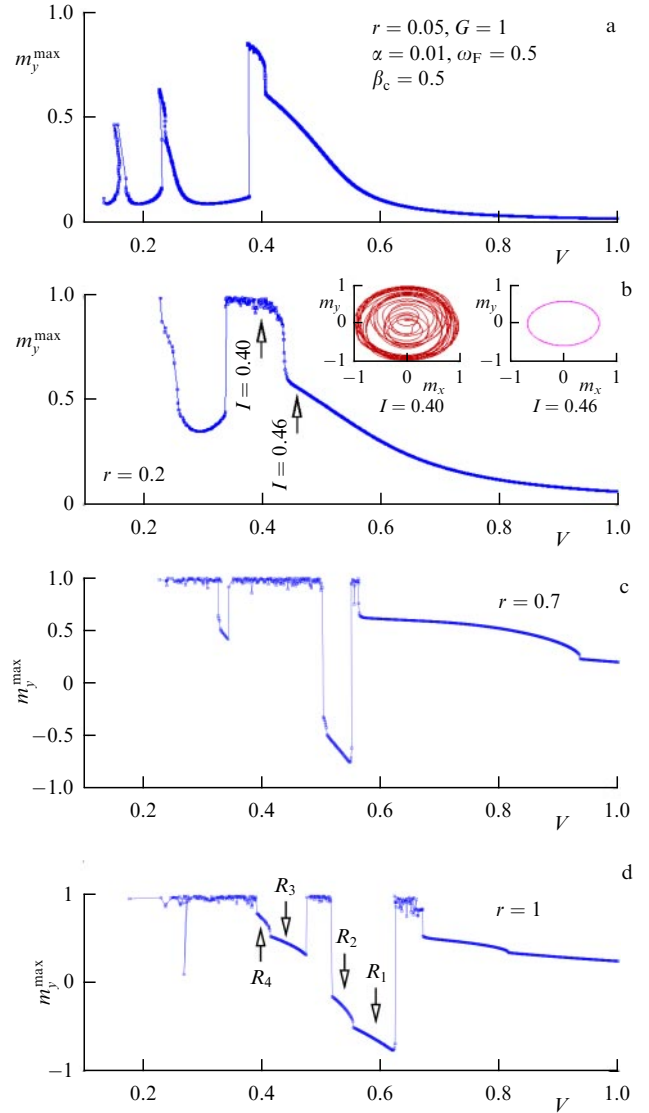 a
r = 0.05, G = 1
α = 0.01, ω_F = 0.5
β_c = 0.5
m_y^max
1.0
0.5
0
0.2 0.4 0.6 0.8 1.0
V
b
m_y^max
1.0
0.5
0
I = 0.40
I = 0.46
r = 0.2
m_y
1
0
−1
−1 0 1
m_x
I = 0.40
m_y
1
0
−1
−1 0 1
m_x
I = 0.46
0.2 0.4 0.6 0.8 1.0
V
c
r = 0.7
m_y^max
1.0
0.5
0
−0.5
−1.0
0.2 0.4 0.6 0.8 1.0
V
d
r = 1
m_y^max
1
0
−1
R_4
R_3
R_2
R_1
0.2 0.4 0.6 0.8 1.0
V